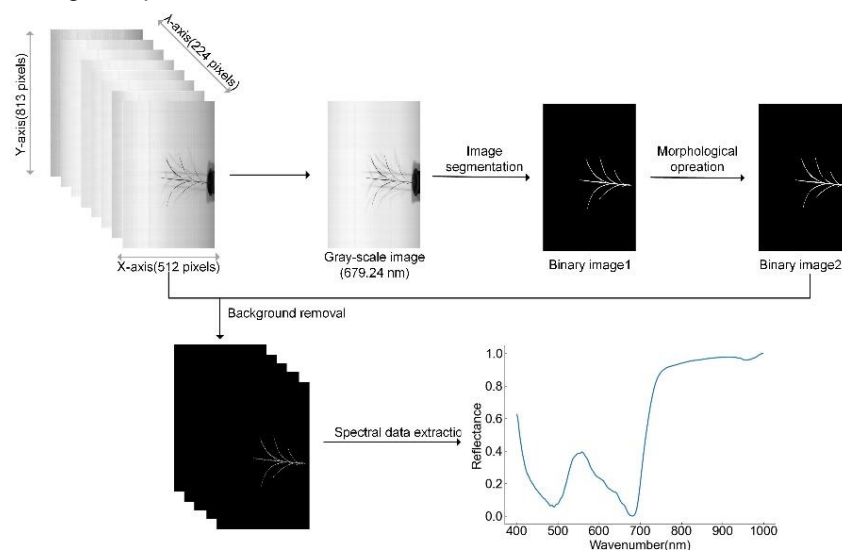 λ-axis(224 pixels)
Y-axis(813 pixels)
X-axis(512 pixels)
Gray-scale image
(679.24 nm)
Image
segmentation
Binary image1
Morphological
opreation
Binary image2
Background removal
Spectral data extractic
Reflectance
1.0
0.8
0.6
0.4
0.2
0.0
400
500
600
700
800
900
1000
Wavenumber(nm)